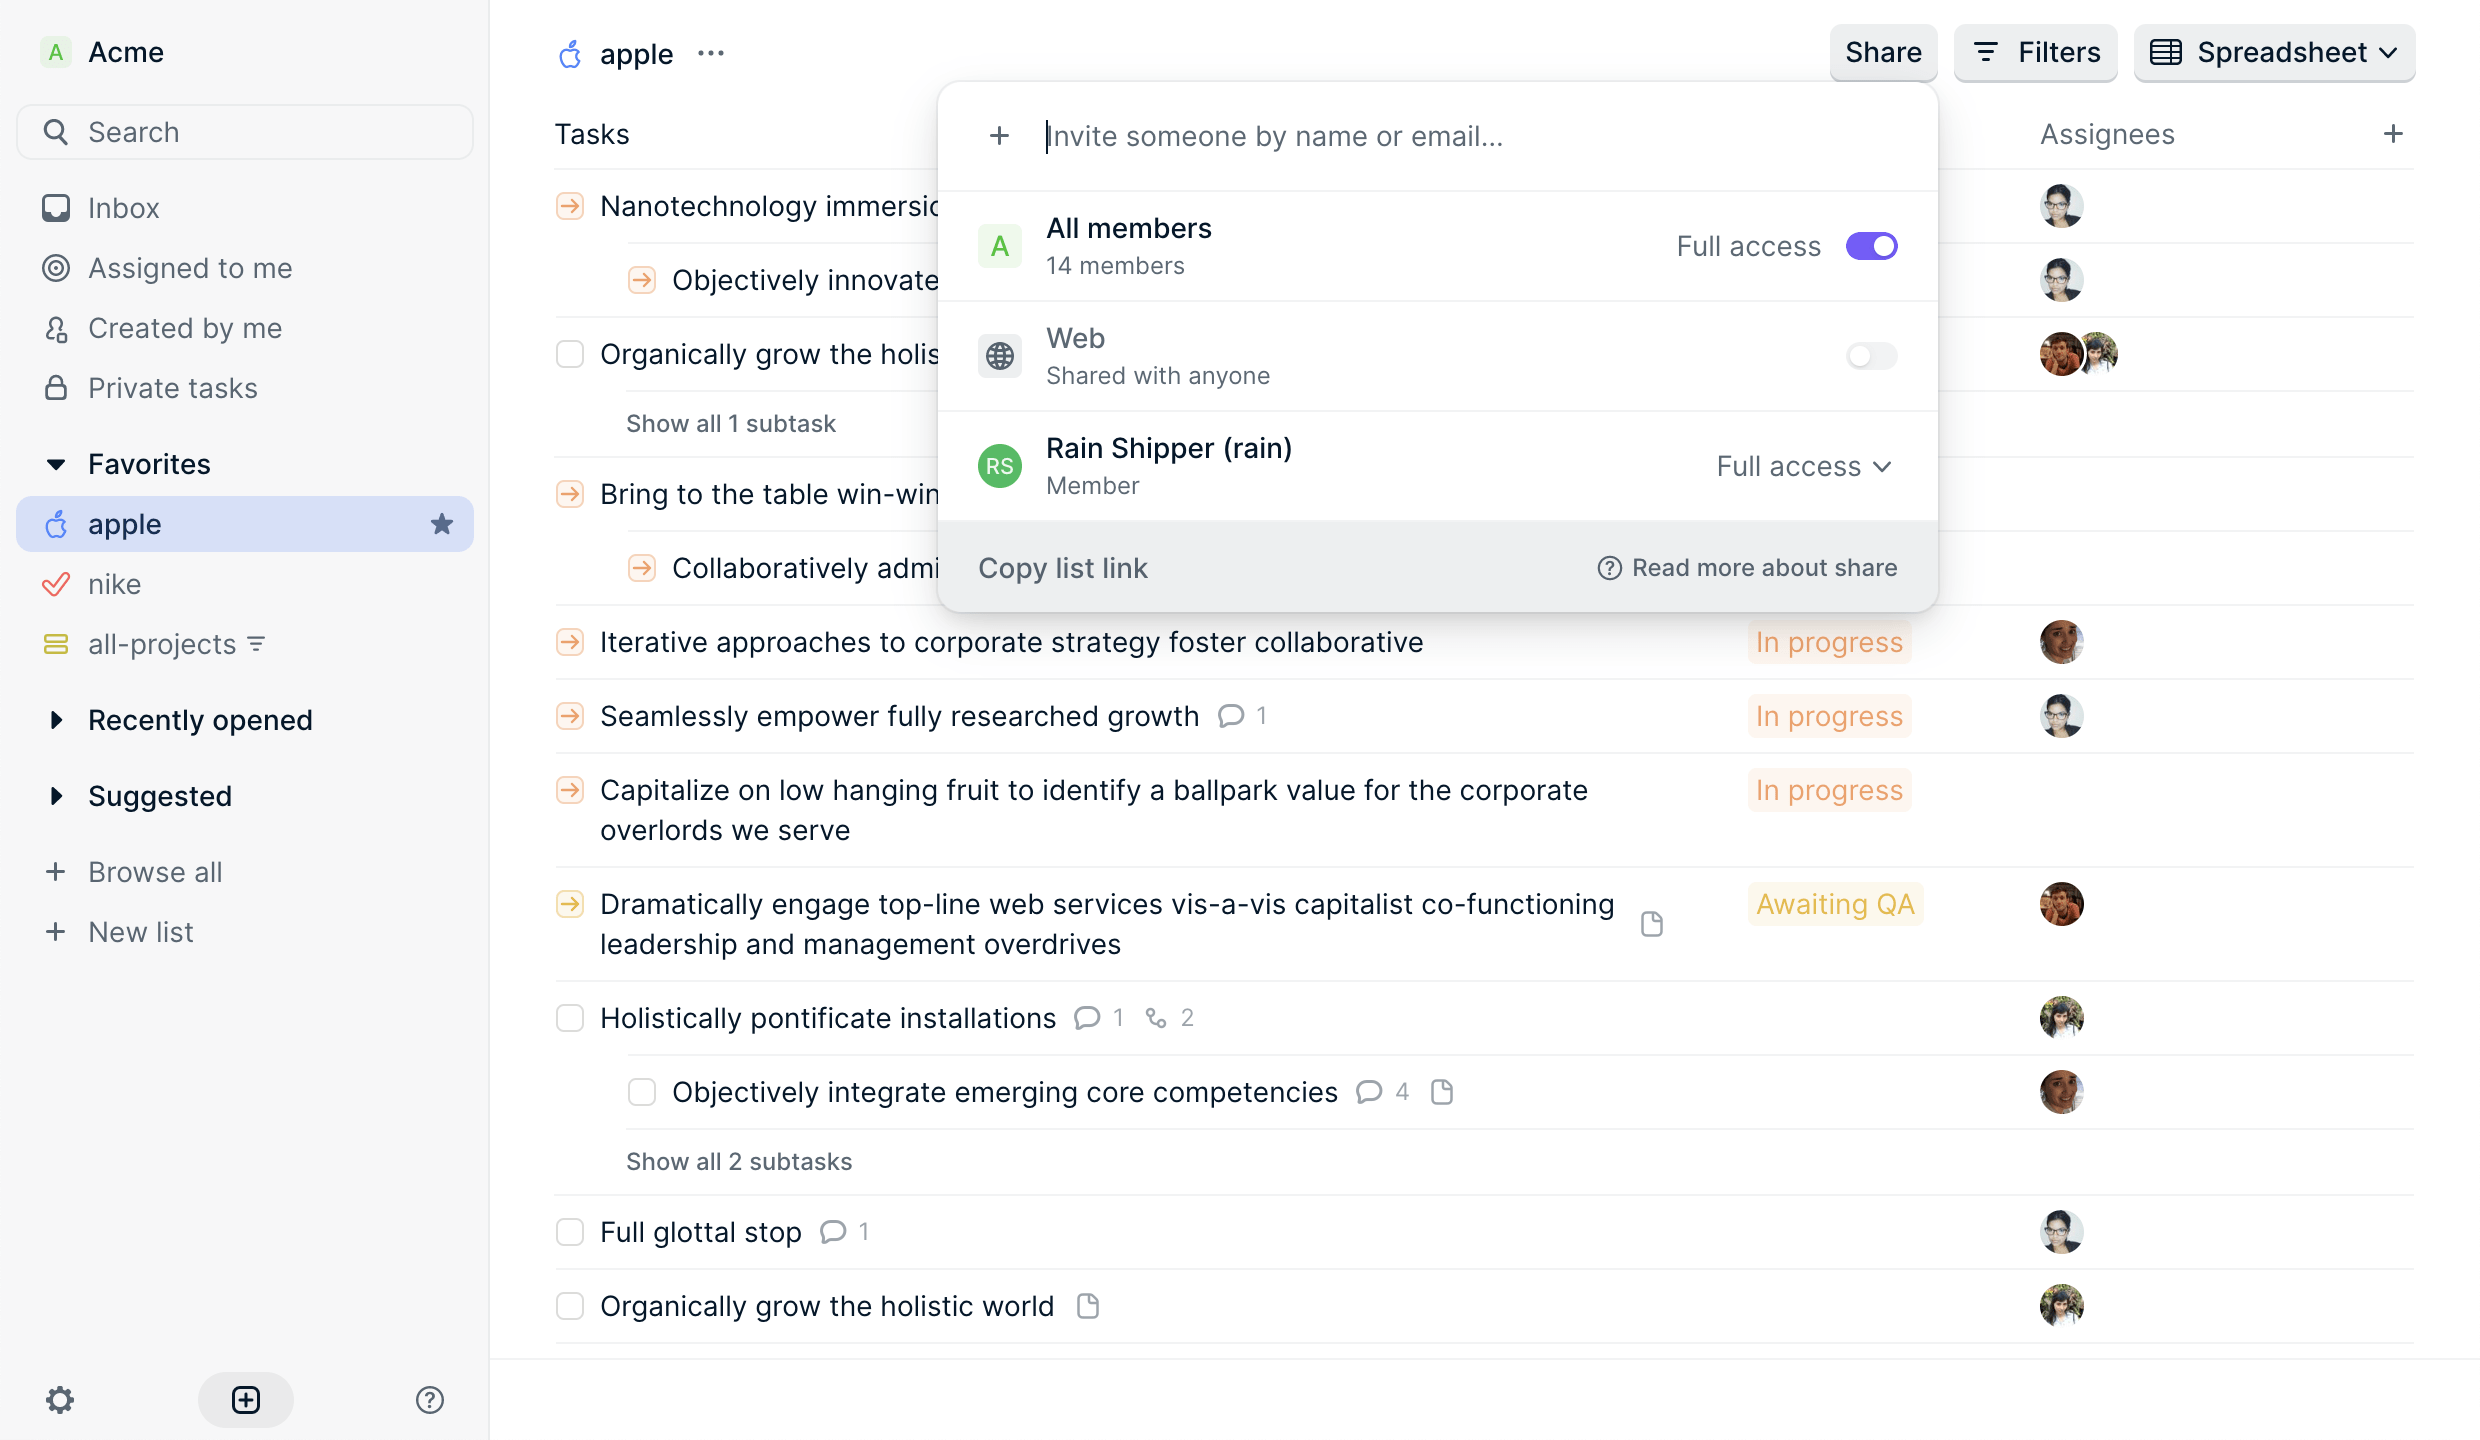 A Acme
Search
Inbox
Assigned to me
Created by me
Private tasks
Favorites
apple
nike
all-projects
Recently opened
Suggested
Browse all
New list
apple
Share
Filters
Spreadsheet
Tasks
Assignees
Invite someone by name or email...
A
All members
14 members
Full access
Web
Shared with anyone
RS
Rain Shipper (rain)
Member
Full access
Copy list link
Read more about share
Nanotechnology
Objectively innovate
Organically grow the
Show all 1 subtask
Bring to the table win-win
Collaboratively
Iterative approaches to corporate strategy foster collaborative
In progress
Seamlessly empower fully researched growth 1
In progress
Capitalize on low hanging fruit to identify a ballpark value for the corporate
overlords we serve
In progress
Dramatically engage top-line web services vis-a-vis capitalist co-functioning
leadership and management overdrives
Awaiting QA
Holistically pontificate installations 1 2
Objectively integrate emerging core competencies 4
Show all 2 subtasks
Full glottal stop 1
Organically grow the holistic world